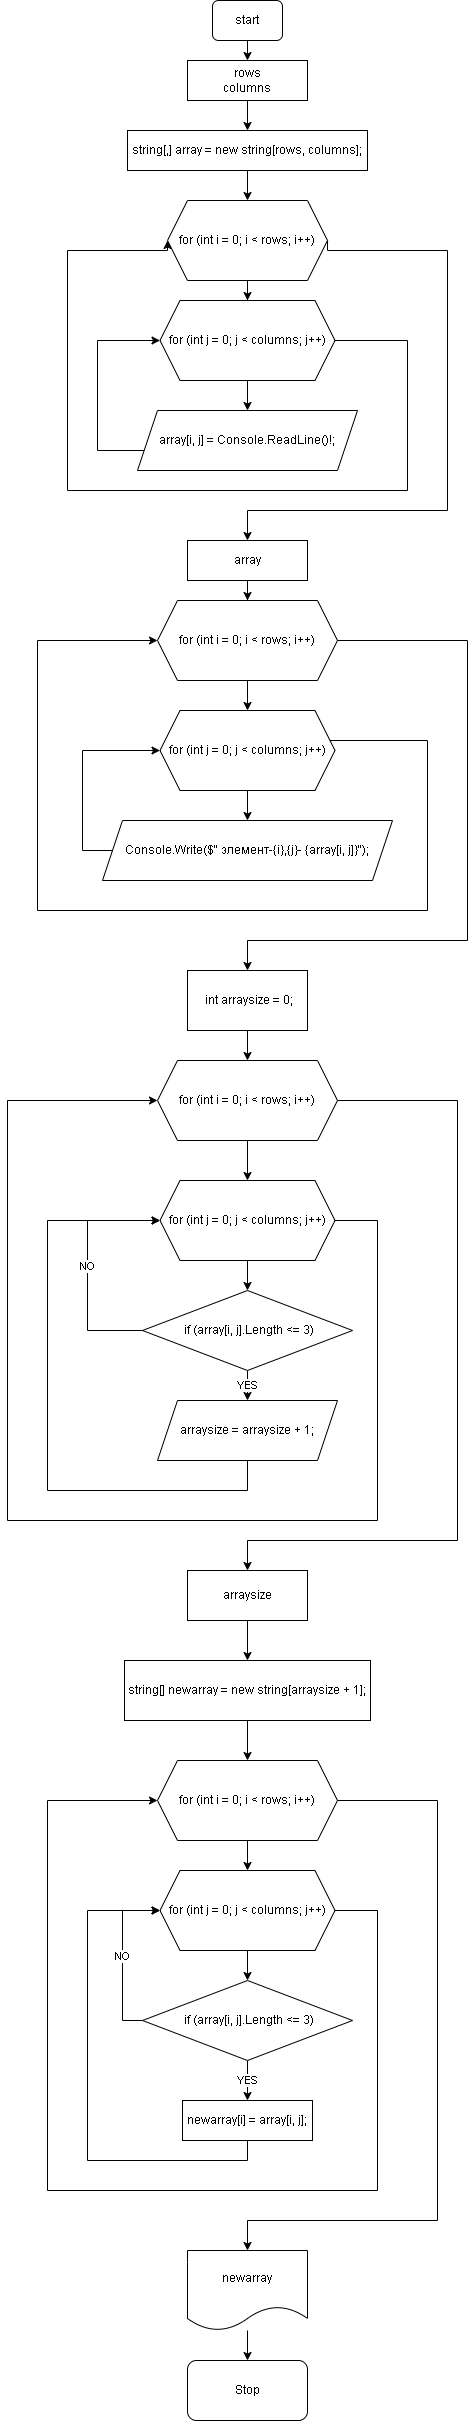 start
rows
columns
string[,] array = new string[rows, columns];
for (int i = 0; i < rows; i++)
for (int j = 0; j < columns; j++)
array[i, j] = Console.ReadLine()!;
array
for (int i = 0; i < rows; i++)
for (int j = 0; j < columns; j++)
Console.Write($" элемент-{i},{j}- {array[i, j]}");
int arraysize = 0;
for (int i = 0; i < rows; i++)
for (int j = 0; j < columns; j++)
NO
if (array[i, j].Length <= 3)
YES
arraysize = arraysize + 1;
arraysize
string[] newarray = new string[arraysize + 1];
for (int i = 0; i < rows; i++)
for (int j = 0; j < columns; j++)
NO
if (array[i, j].Length <= 3)
YES
newarray[i] = array[i, j];
newarray
Stop